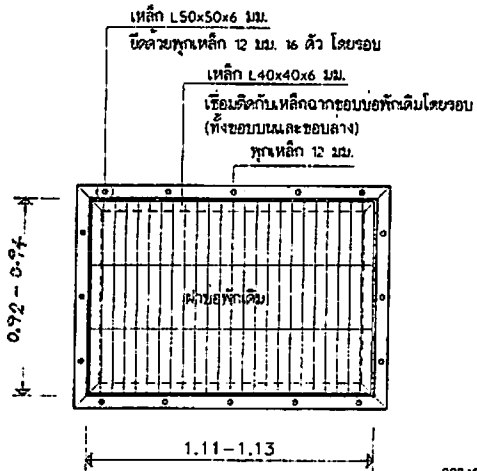 เหล็ก L50x50x6 มม.
ยึดด้วยพุกเหล็ก 12 มม. 16 ตัว โดยรอบ
เหล็ก L40x40x6 มม.
เชื่อมติดกับเหล็กฉากขอบบ่อพักเดิมโดยรอบ
(ทั้งขอบบนและขอบล่าง)
พุกเหล็ก 12 มม.
(ฝาบ่อพักเดิม)
0.92 - 0.94
1.11-1.13